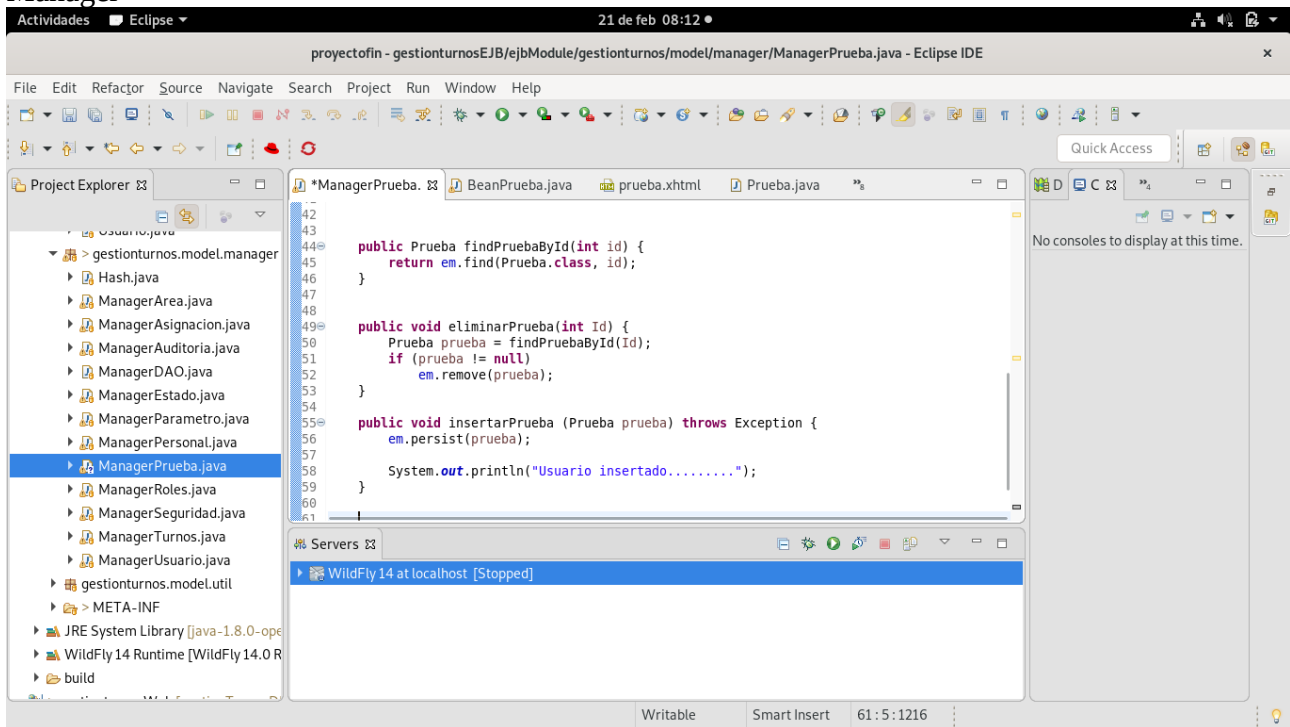 Manager
Actividades Eclipse 21 de feb 08:12
proyectofin - gestionturnosEJB/ejbModule/gestionturnos/model/manager/ManagerPrueba.java - Eclipse IDE ×
File Edit Refactor Source Navigate Search Project Run Window Help
Quick Access
Project Explorer
Usuario.java
> gestionturnos.model.manager
Hash.java
ManagerArea.java
ManagerAsignacion.java
ManagerAuditoria.java
ManagerDAO.java
ManagerEstado.java
ManagerParametro.java
ManagerPersonal.java
ManagerPrueba.java
ManagerRoles.java
ManagerSeguridad.java
ManagerTurnos.java
ManagerUsuario.java
gestionturnos.model.util
> META-INF
JRE System Library [java-1.8.0-ope
WildFly 14 Runtime [WildFly 14.0 R
build
*ManagerPrueba. BeanPrueba.java prueba.xhtml Prueba.java »8
42
43
44 public Prueba findPruebaById(int id) {
45 return em.find(Prueba.class, id);
46 }
47
48
49 public void eliminarPrueba(int Id) {
50 Prueba prueba = findPruebaById(Id);
51 if (prueba != null)
52 em.remove(prueba);
53 }
54
55 public void insertarPrueba (Prueba prueba) throws Exception {
56 em.persist(prueba);
57
58 System.out.println("Usuario insertado.........");
59 }
60
61
Servers
WildFly 14 at localhost [Stopped]
D C »4
No consoles to display at this time.
Writable Smart Insert 61 : 5 : 1216